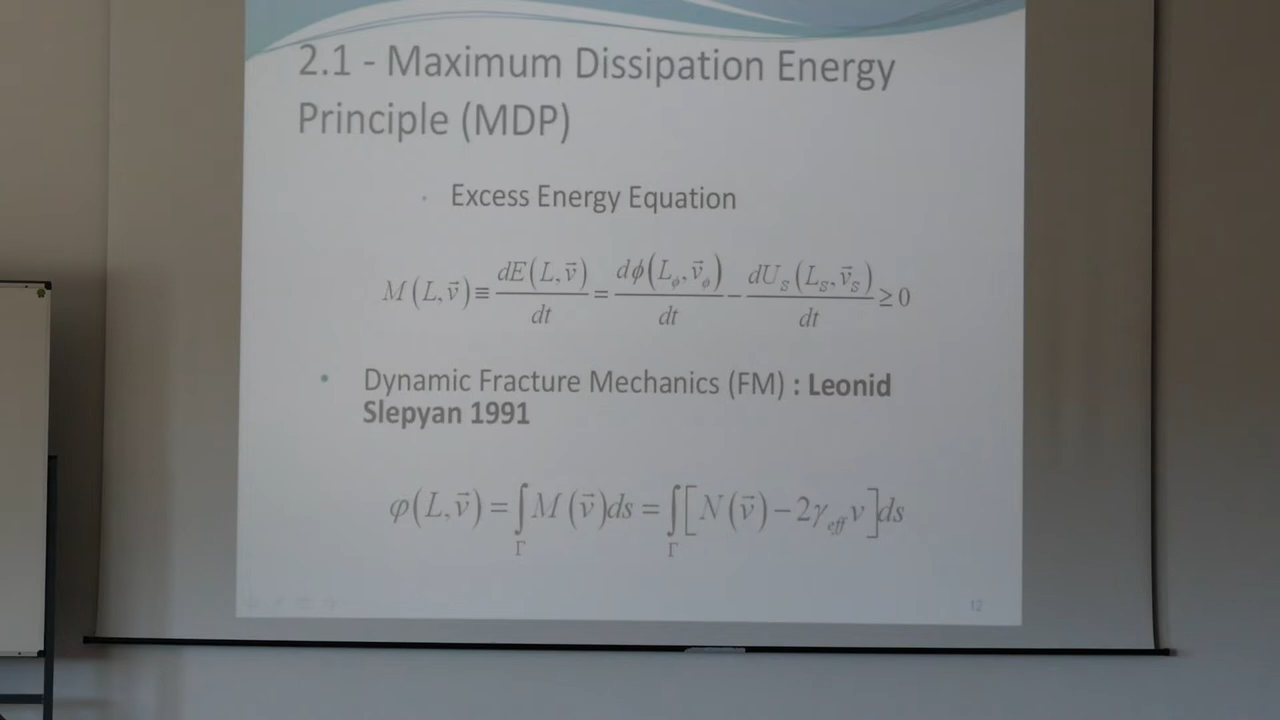 2.1 - Maximum Dissipation Energy
Principle (MDP)
Excess Energy Equation
M(L,v⃗) ≡ dE(L,v⃗)/dt = dϕ(L_ϕ,v⃗_ϕ)/dt − dU_S(L_S,v⃗_S)/dt ≥ 0
• Dynamic Fracture Mechanics (FM) : Leonid
Slepyan 1991
φ(L,v⃗) = ∫_Γ M(v⃗)ds = ∫_Γ [N(v⃗) − 2γ_eff v]ds
12